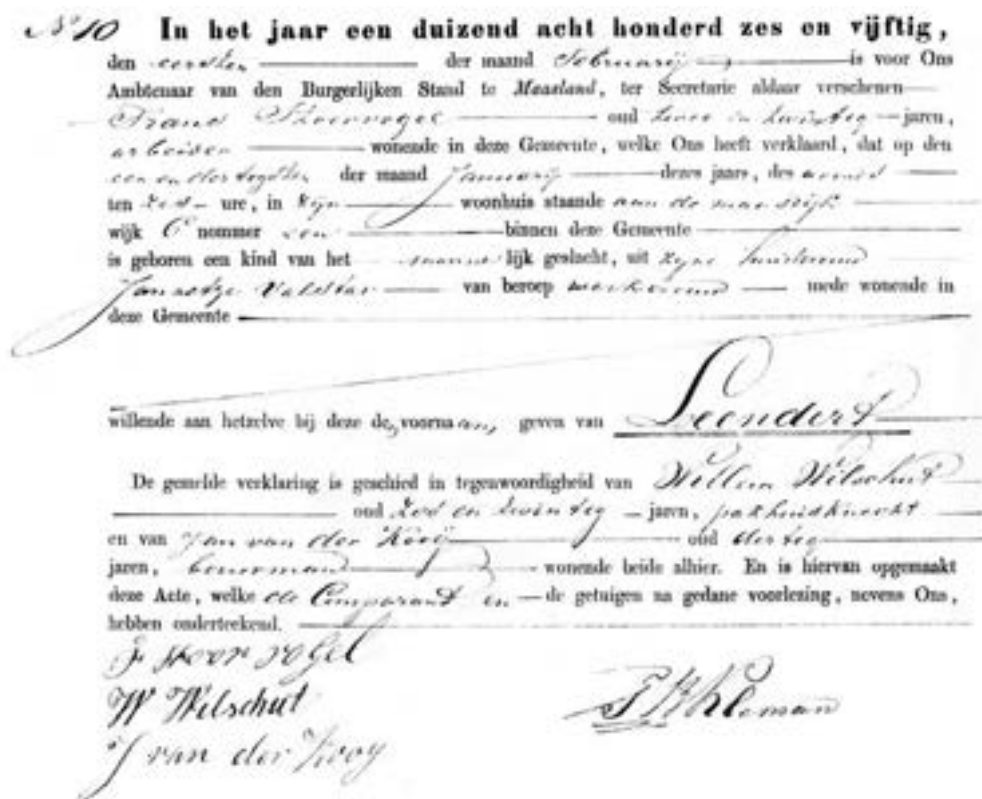 No 10 In het jaar een duizend acht honderd zes en vijftig,
den eersten der maand Februarij is voor Ons
Ambtenaar van den Burgerlijken Stand te Maasland, ter Secretarie aldaar verschenen
Frans oud twee en twintig jaren,
arbeider wonende in deze Gemeente, welke Ons heeft verklaard, dat op den
een en dertigsten der maand Januarij dezes jaars, des avonds
ten zes ure, in zijn woonhuis staande aan de maasdijk
wijk C nommer binnen deze Gemeente
is geboren een kind van het manne lijk geslacht, uit zijne huisvrouw
Jannetje Valstar van beroep werkvrouw mede wonende in
deze Gemeente
willende aan hetzelve bij deze de voornaam, geven van Leendert
De gemelde verklaring is geschied in tegenwoordigheid van Willem Wilschut
oud zes en twintig jaren, pakhuisknecht
en van Jan van der Kooij oud dertig
jaren, bouwman wonende beide alhier. En is hiervan opgemaakt
deze Acte, welke de Comparant en de getuigen na gedane voorlezing, nevens Ons,
hebben onderteekend.
W Wilschut
J van der Kooy